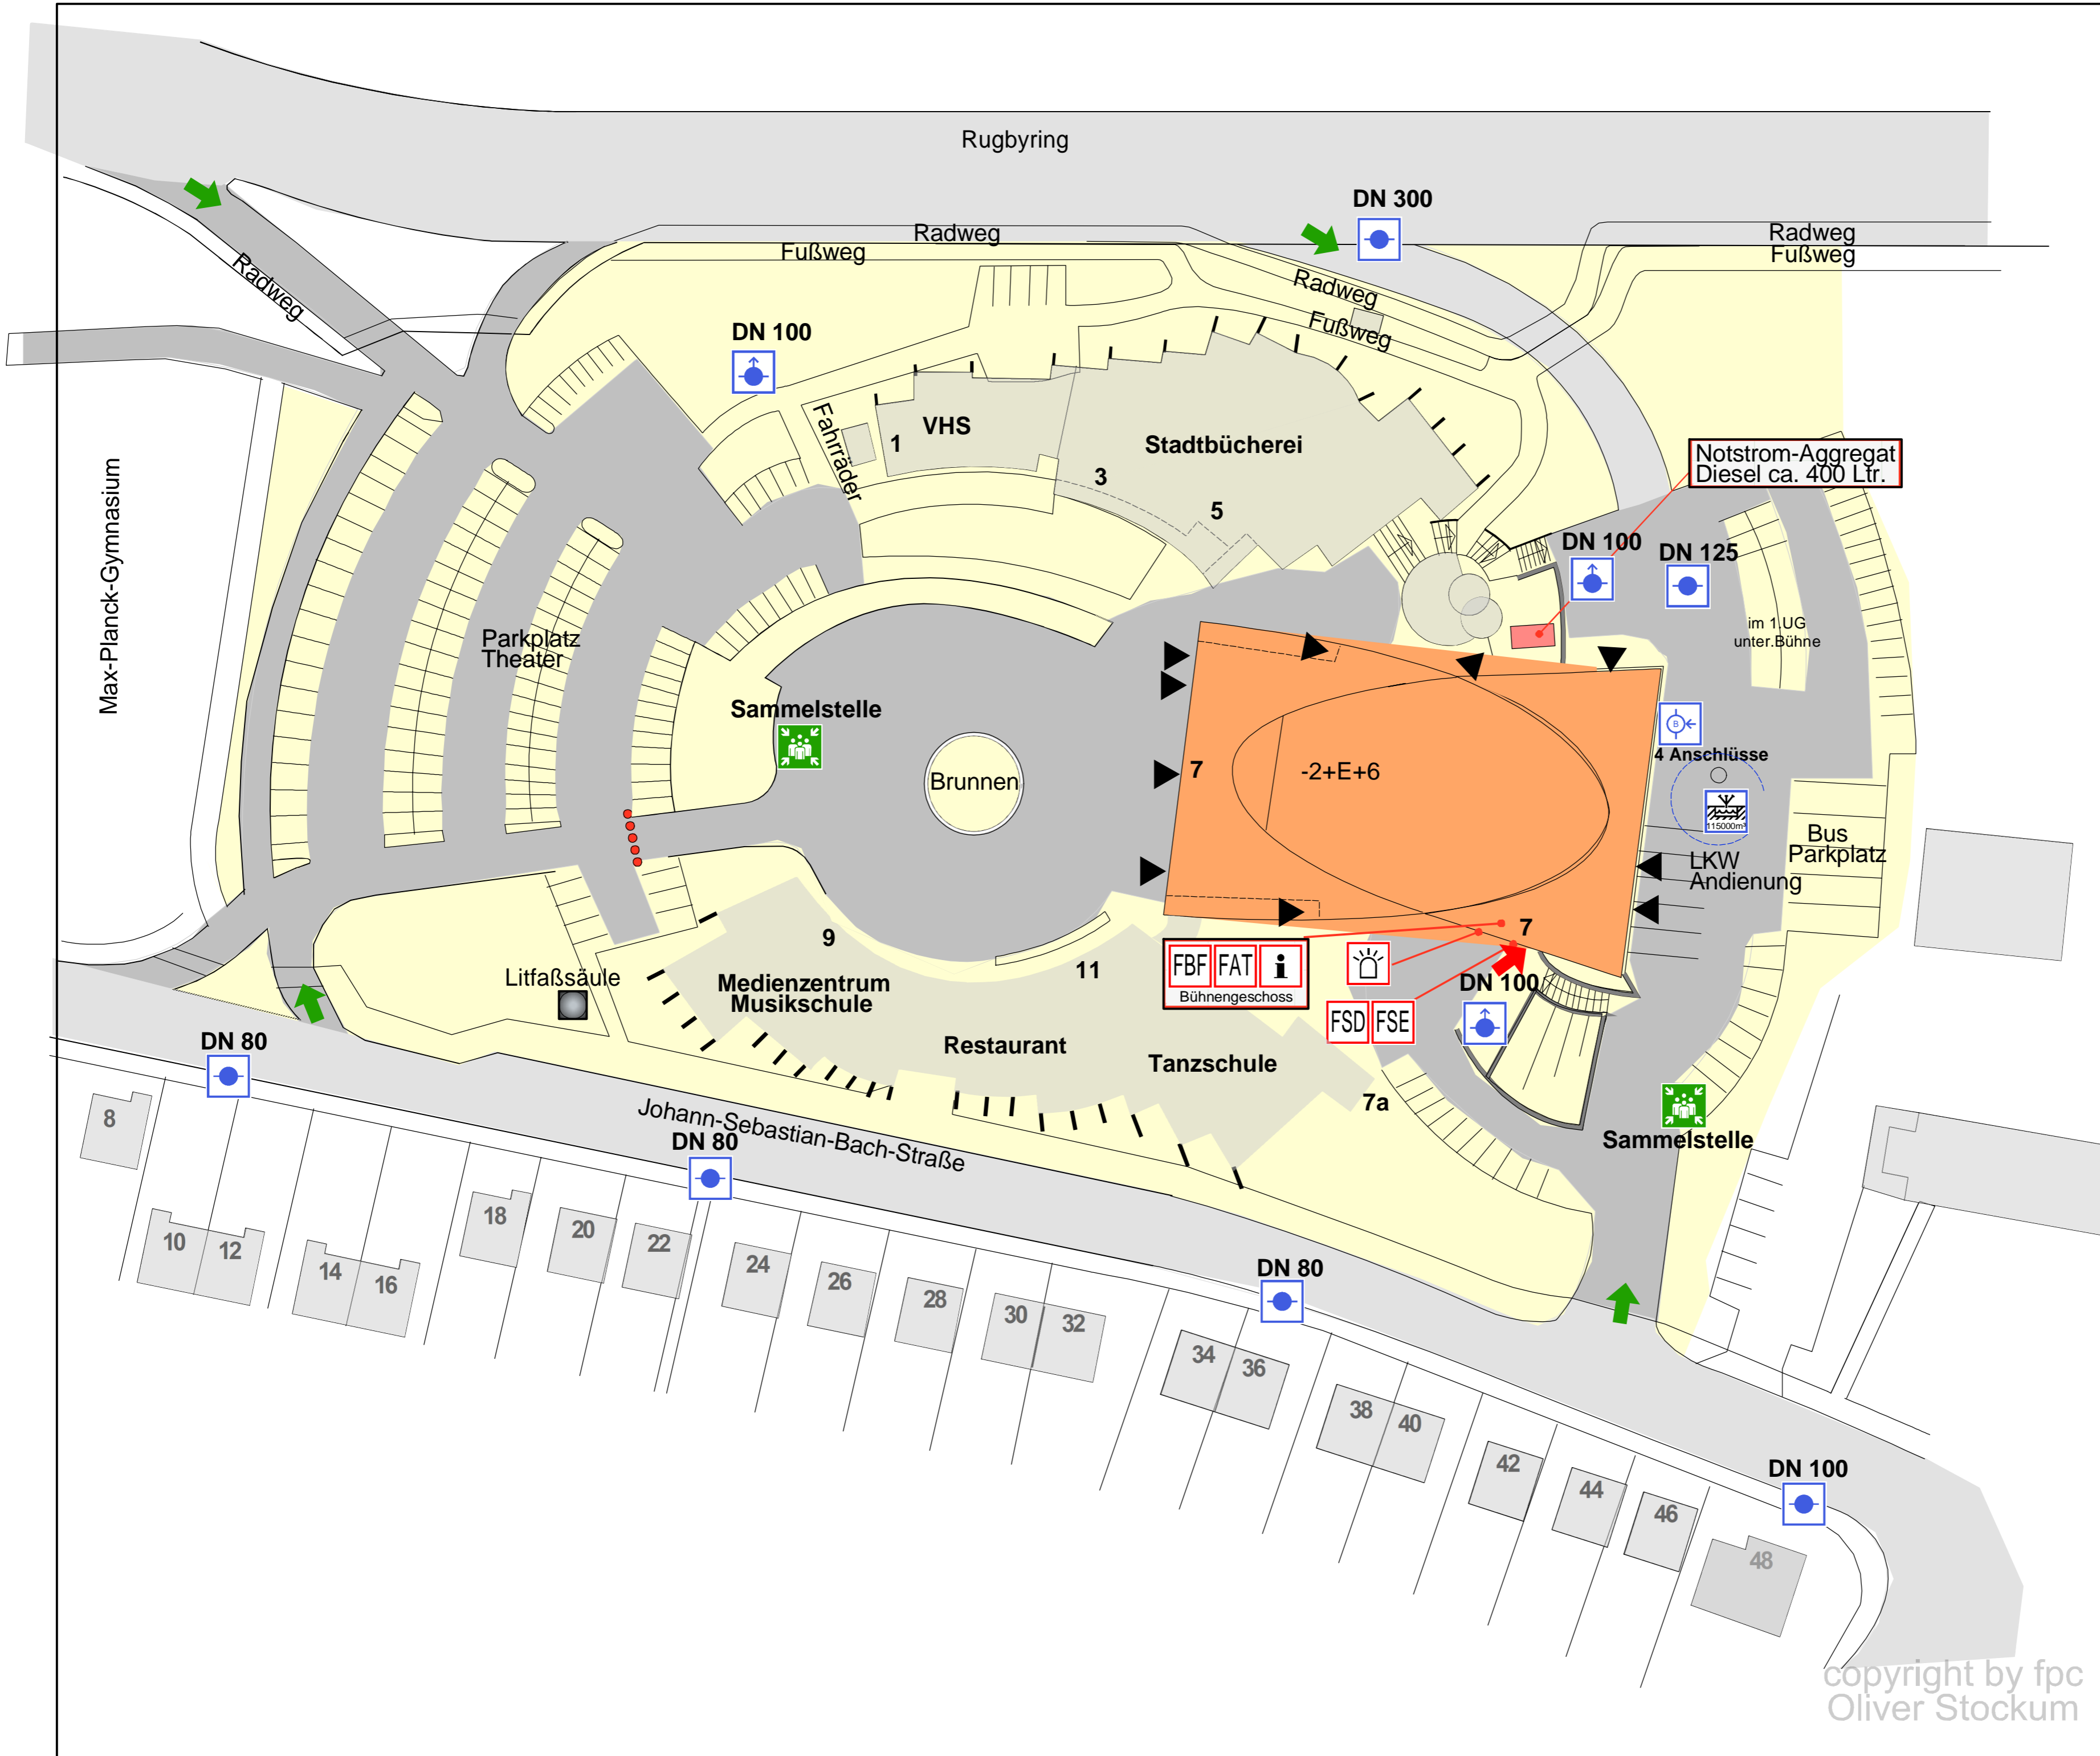 Rugbyring
DN 300
Radweg
Fußweg
Radweg
Fußweg
Radweg
Radweg
Fußweg
DN 100
Fahrräder
1
VHS
Stadtbücherei
3
5
Notstrom-Aggregat
Diesel ca. 400 Ltr.
DN 100
DN 125
im 1.UG
unter.Bühne
Max-Planck-Gymnasium
Parkplatz
Theater
Sammelstelle
Brunnen
7
-2+E+6
B
4 Anschlüsse
115000m³
Bus
Parkplatz
LKW
Andienung
7
9
11
Medienzentrum
Musikschule
Litfaßsäule
FBF FAT i
Bühnengeschoss
FSD FSE
DN 100
Restaurant
Tanzschule
7a
Sammelstelle
DN 80
Johann-Sebastian-Bach-Straße
DN 80
DN 80
DN 100
8
10
12
14
16
18
20
22
24
26
28
30
32
34
36
38
40
42
44
46
48
copyright by fpc
Oliver Stockum